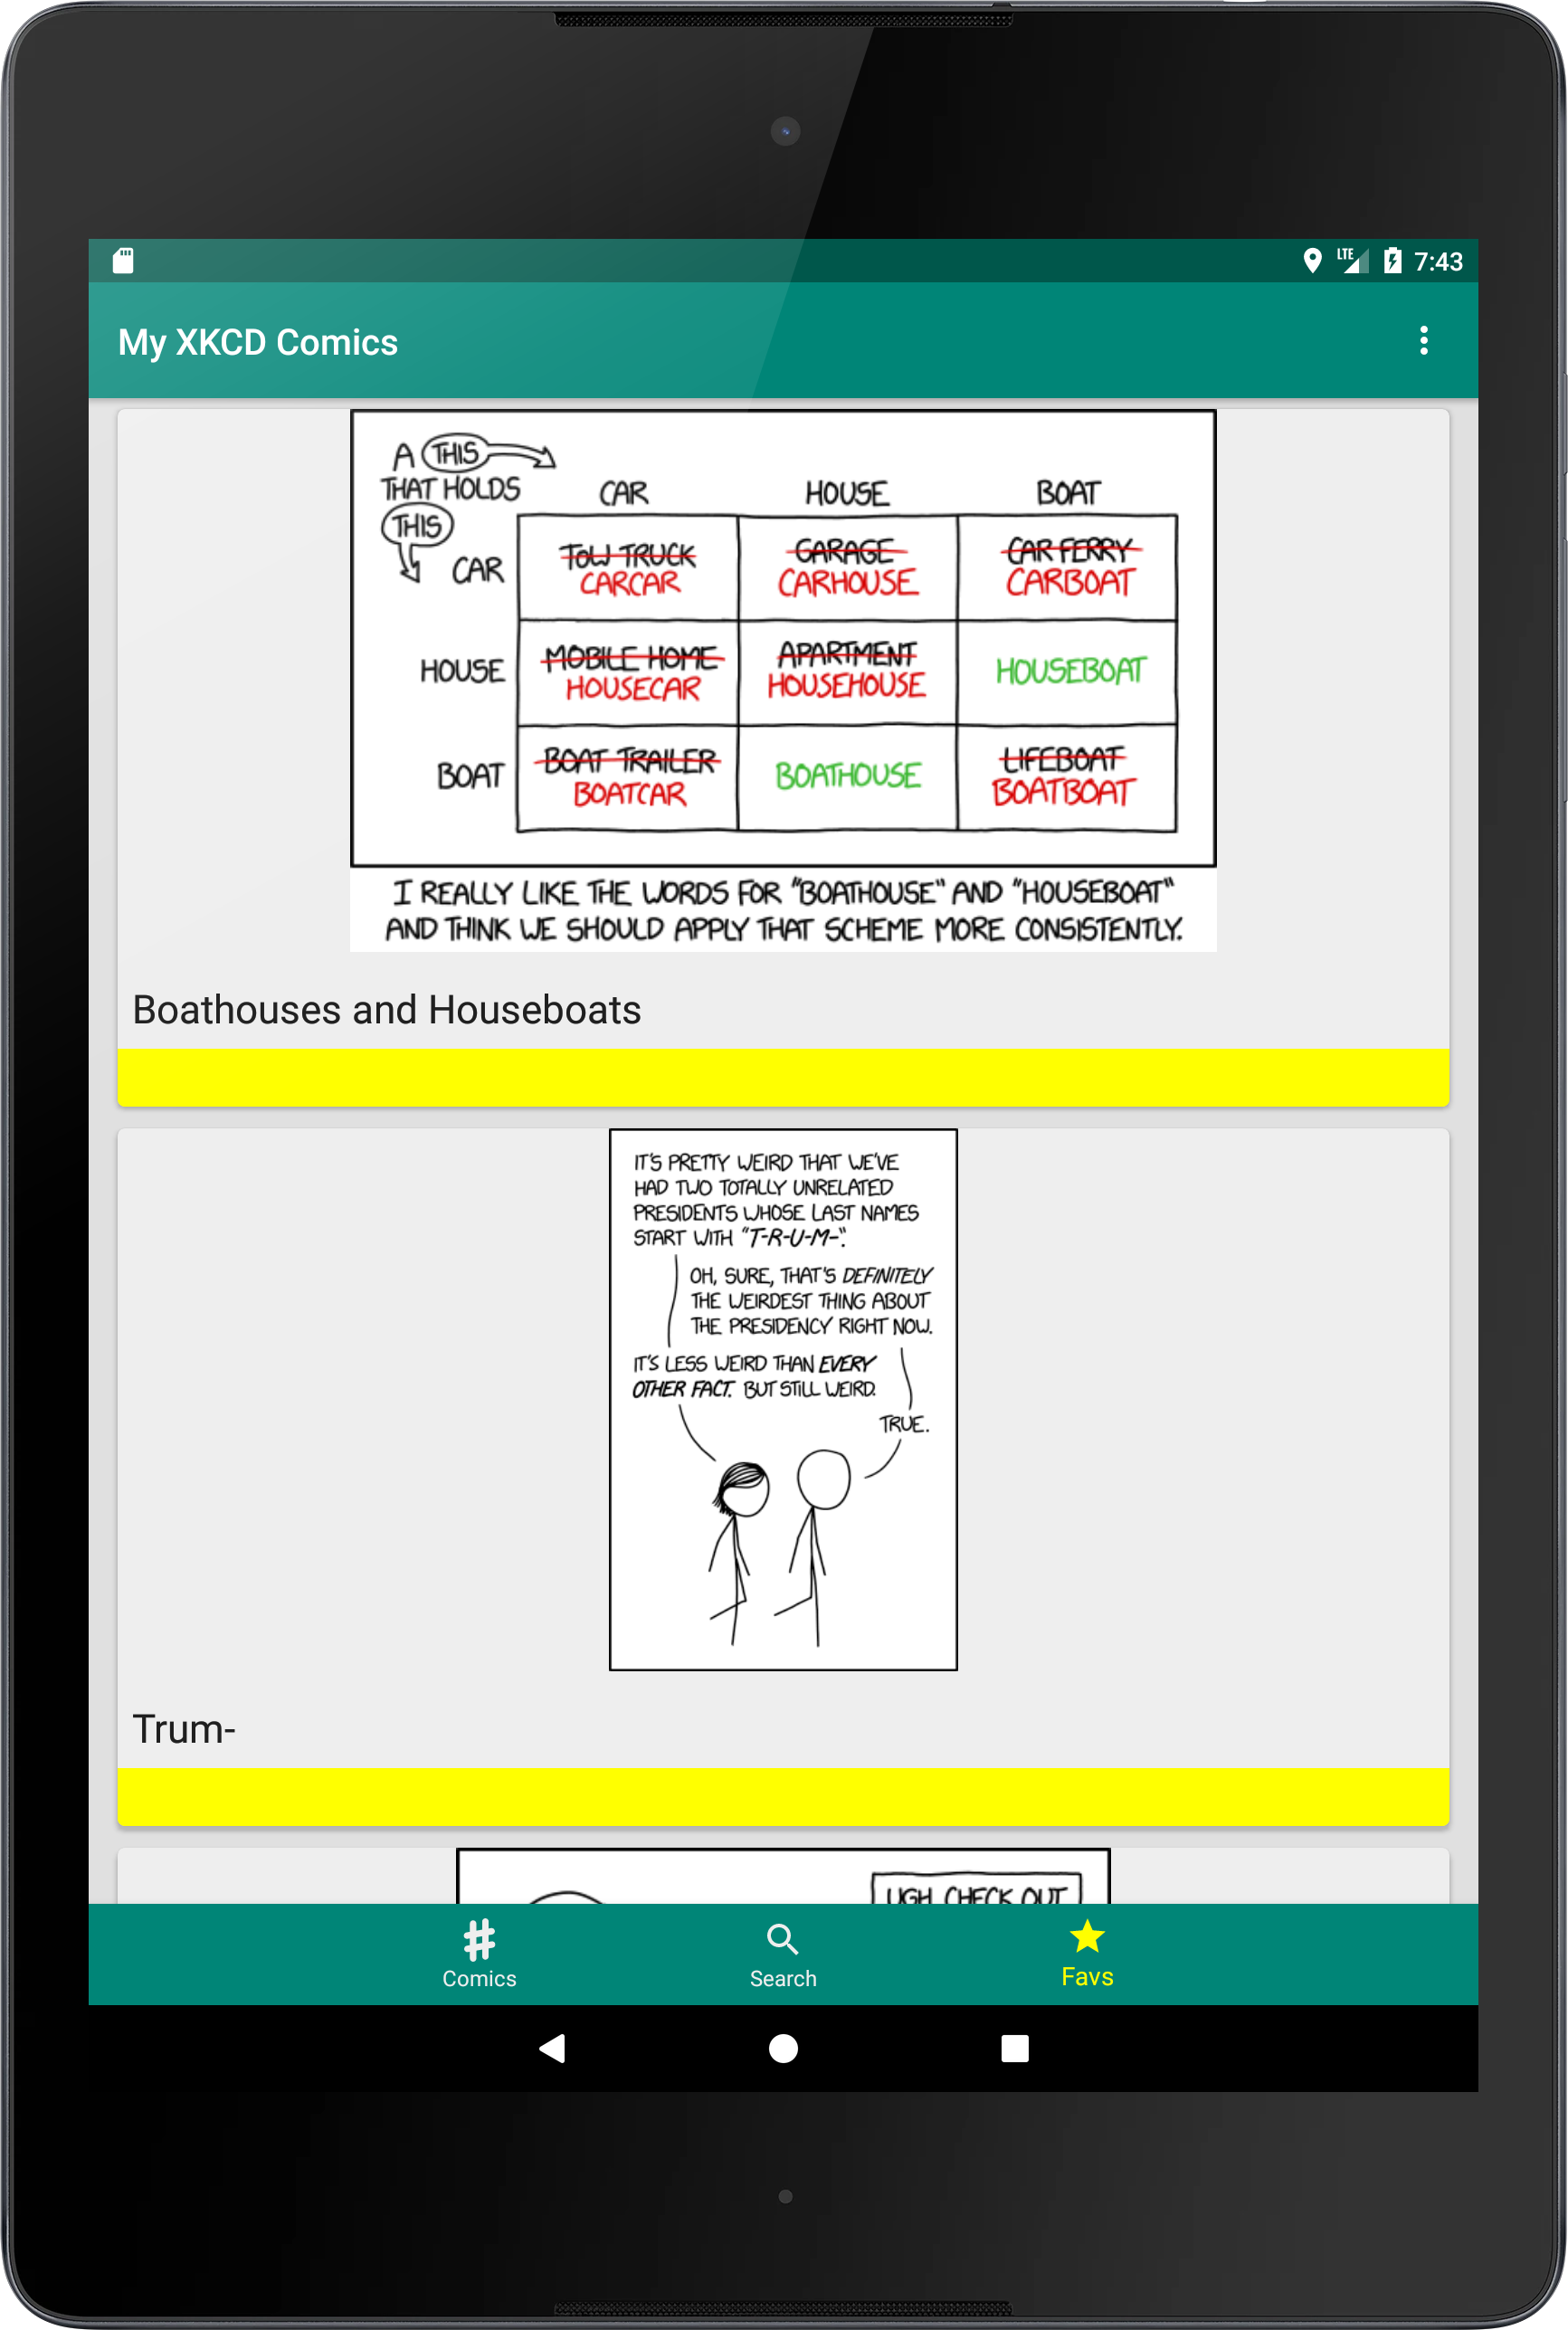 LTE 7:43
My XKCD Comics
A THIS
THAT HOLDS
THIS
CAR HOUSE BOAT
CAR
TOW TRUCK GARAGE CAR FERRY
CARCAR CARHOUSE CARBOAT
HOUSE
MOBILE HOME APARTMENT HOUSEBOAT
HOUSECAR HOUSEHOUSE
BOAT
BOAT TRAILER BOATHOUSE LIFEBOAT
BOATCAR BOATBOAT
I REALLY LIKE THE WORDS FOR "BOATHOUSE" AND "HOUSEBOAT"
AND THINK WE SHOULD APPLY THAT SCHEME MORE CONSISTENTLY.
Boathouses and Houseboats
IT'S PRETTY WEIRD THAT WE'VE
HAD TWO TOTALLY UNRELATED
PRESIDENTS WHOSE LAST NAMES
START WITH "T-R-U-M-".
OH, SURE, THAT'S DEFINITELY
THE WEIRDEST THING ABOUT
THE PRESIDENCY RIGHT NOW.
IT'S LESS WEIRD THAN EVERY
OTHER FACT. BUT STILL WEIRD.
TRUE.
Trum-
UGH, CHECK OUT
Comics Search Favs